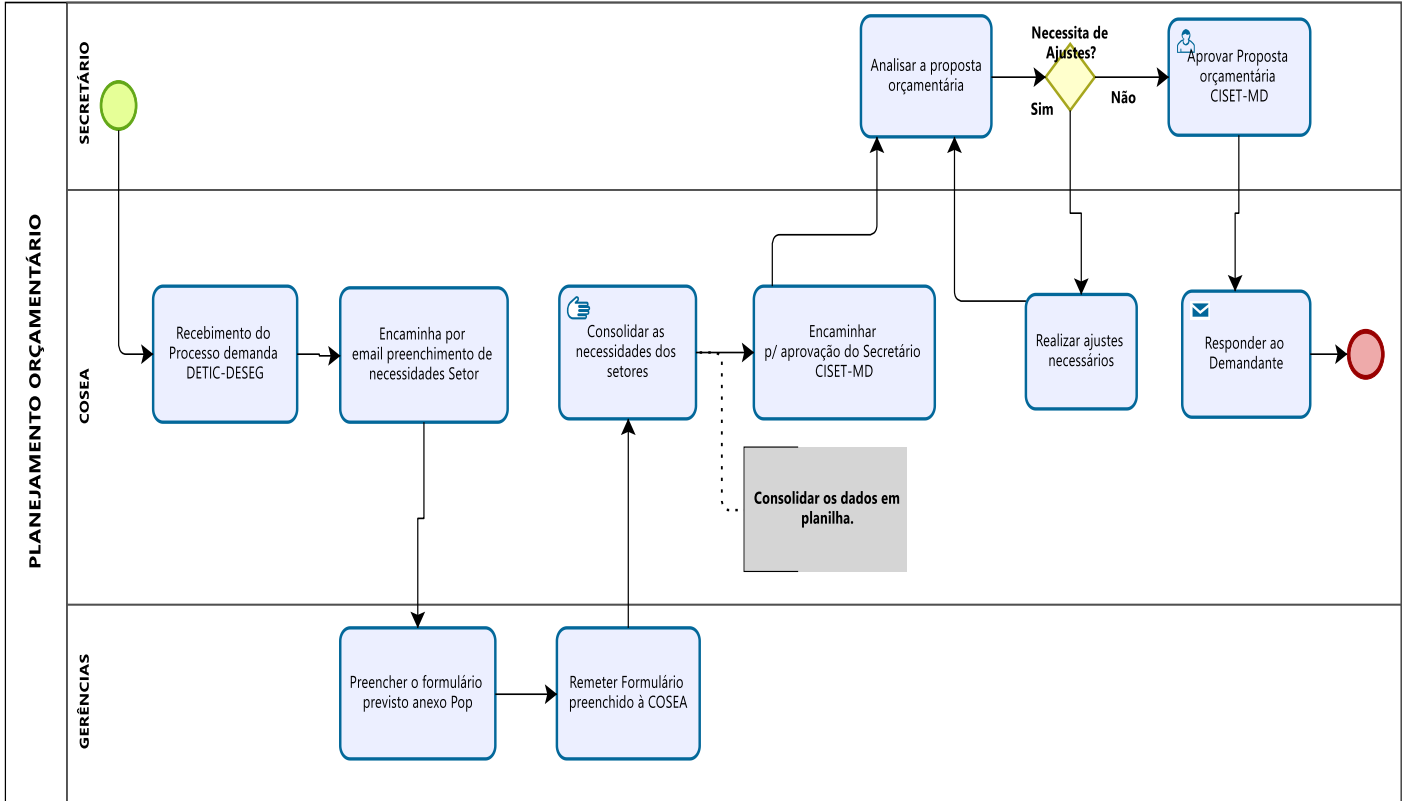 PLANEJAMENTO ORÇAMENTÁRIO
SECRETÁRIO
Analisar a proposta
orçamentária
Necessita de
Ajustes?
Sim
Não
Aprovar Proposta
orçamentária
CISET-MD
COSEA
Recebimento do
Processo demanda
DETIC-DESEG
Encaminha por
email preenchimento de
necessidades Setor
Consolidar as
necessidades dos
setores
Encaminhar
p/ aprovação do Secretário
CISET-MD
Realizar ajustes
necessários
Responder ao
Demandante
Consolidar os dados em
planilha.
GERÊNCIAS
Preencher o formulário
previsto anexo Pop
Remeter Formulário
preenchido à COSEA